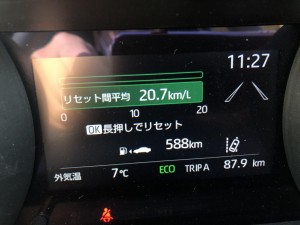 11:27
リセット間平均 20.7km/L
0 10 20
OK長押しでリセット
588km
外気温 7℃ ECO TRIP A 87.9 km